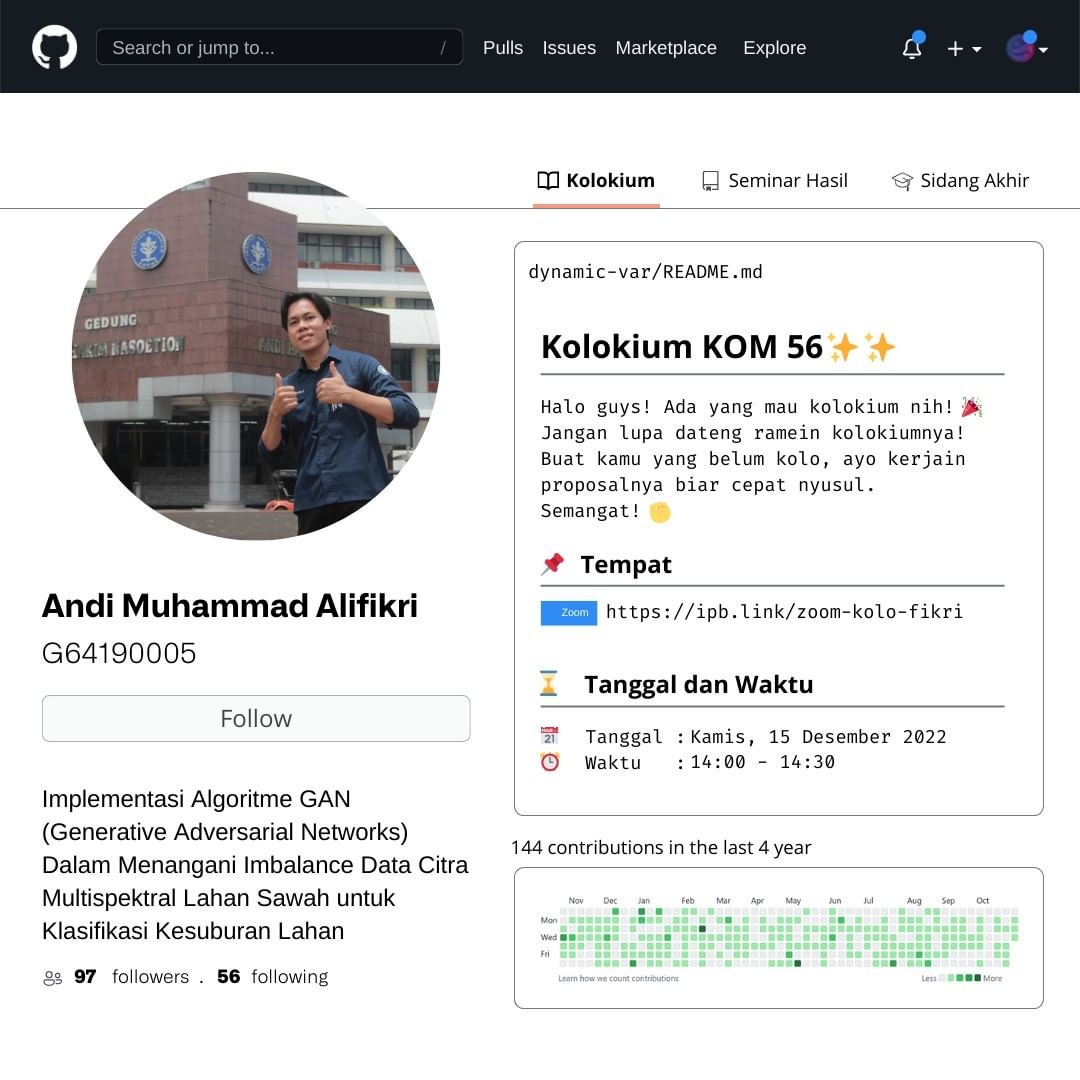 Search or jump to... /
Pulls Issues Marketplace Explore
Kolokium Seminar Hasil Sidang Akhir
GEDUNG
NASOETION
Andi Muhammad Alifikri
G64190005
Follow
Implementasi Algoritme GAN
(Generative Adversarial Networks)
Dalam Menangani Imbalance Data Citra
Multispektral Lahan Sawah untuk
Klasifikasi Kesuburan Lahan
97 followers . 56 following
dynamic-var/README.md
Kolokium KOM 56
Halo guys! Ada yang mau kolokium nih!
Jangan lupa dateng ramein kolokiumnya!
Buat kamu yang belum kolo, ayo kerjain
proposalnya biar cepat nyusul.
Semangat!
Tempat
Zoom https://ipb.link/zoom-kolo-fikri
Tanggal dan Waktu
Tanggal : Kamis, 15 Desember 2022
Waktu : 14:00 - 14:30
144 contributions in the last 4 year
Nov Dec Jan Feb Mar Apr May Jun Jul Aug Sep Oct
Mon
Wed
Fri
Learn how we count contributions
Less More